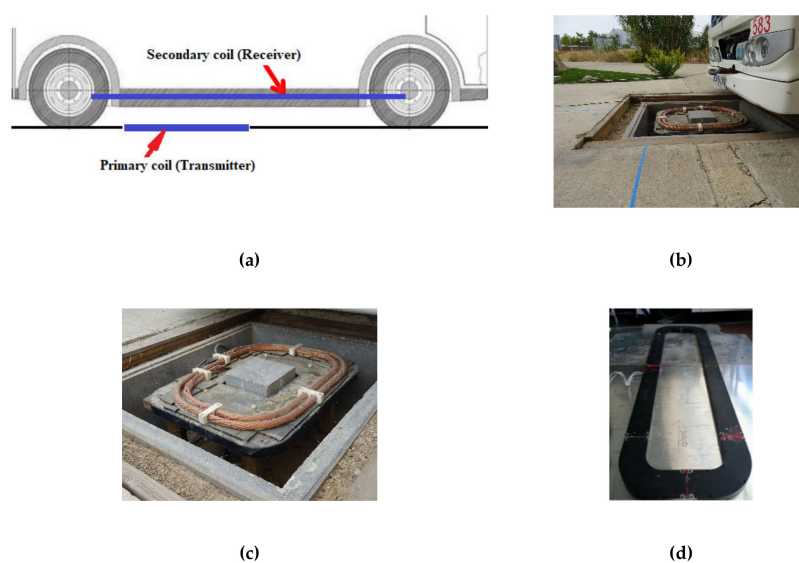 Secondary coil (Receiver)
Primary coil (Transmitter)
583
(a)
(b)
(c)
(d)